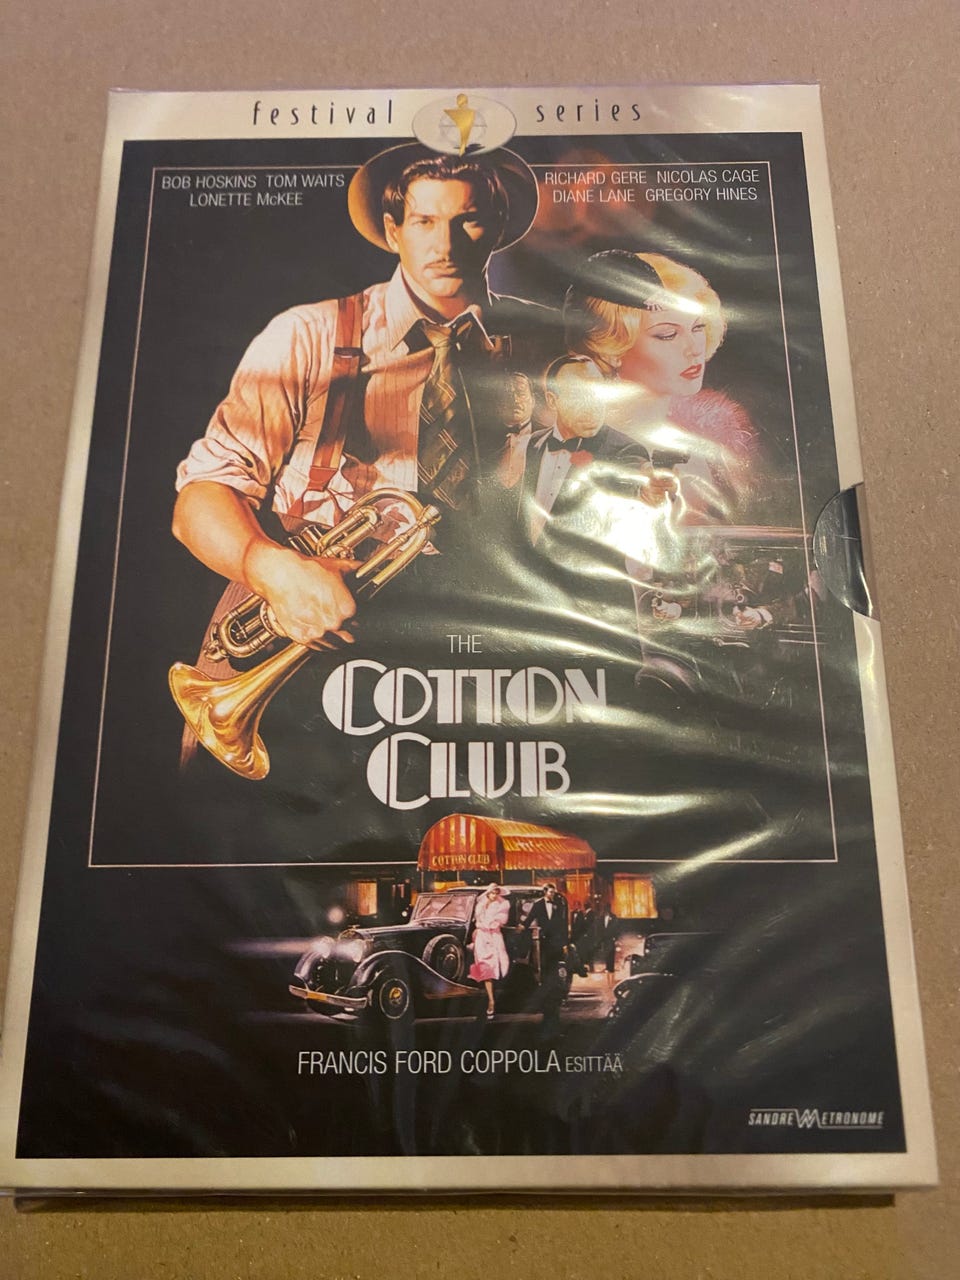 festival series
BOB HOSKINS TOM WAITS
LONETTE McKEE
RICHARD GERE NICOLAS CAGE
DIANE LANE GREGORY HINES
THE
COTTON
CLUB
COTTON CLUB
FRANCIS FORD COPPOLA ESITTÄÄ
SANDREW METRONOME